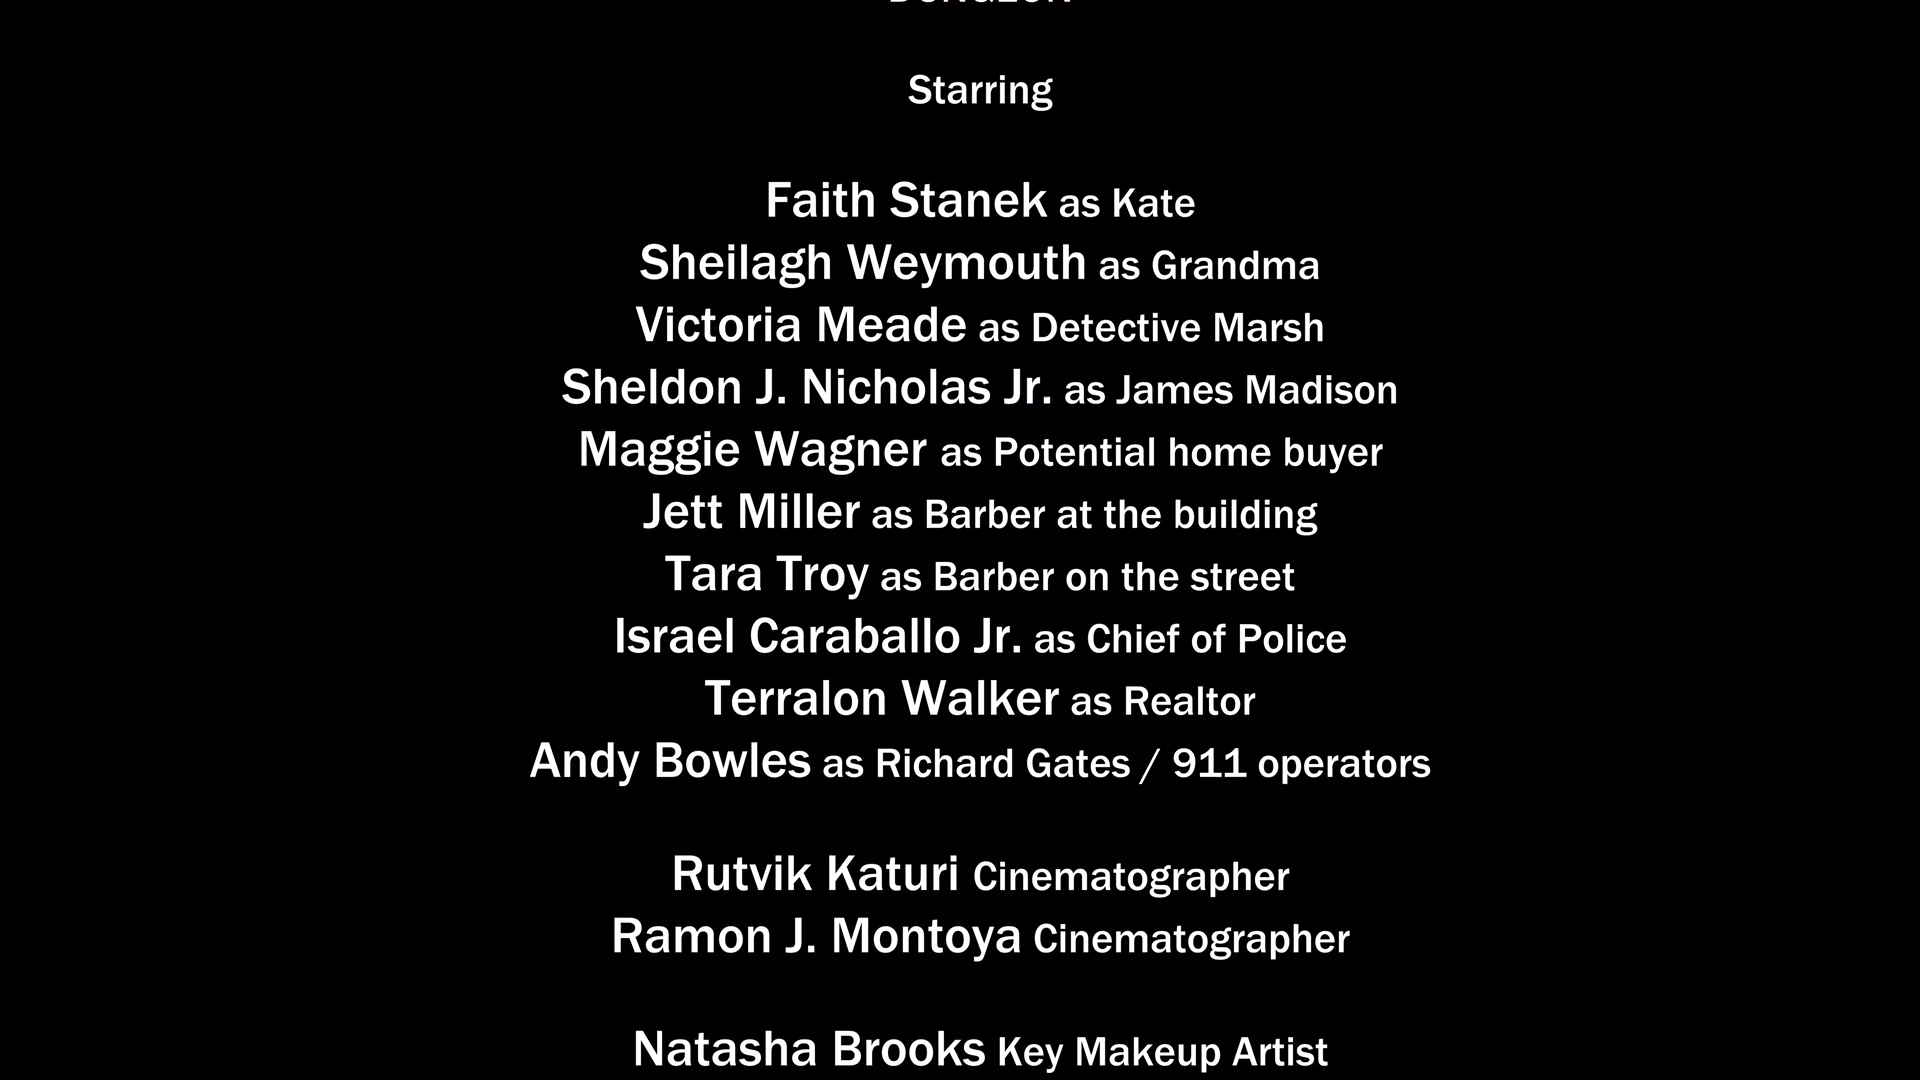 DUNGEON
Starring
Faith Stanek as Kate
Sheilagh Weymouth as Grandma
Victoria Meade as Detective Marsh
Sheldon J. Nicholas Jr. as James Madison
Maggie Wagner as Potential home buyer
Jett Miller as Barber at the building
Tara Troy as Barber on the street
Israel Caraballo Jr. as Chief of Police
Terralon Walker as Realtor
Andy Bowles as Richard Gates / 911 operators
Rutvik Katuri Cinematographer
Ramon J. Montoya Cinematographer
Natasha Brooks Key Makeup Artist